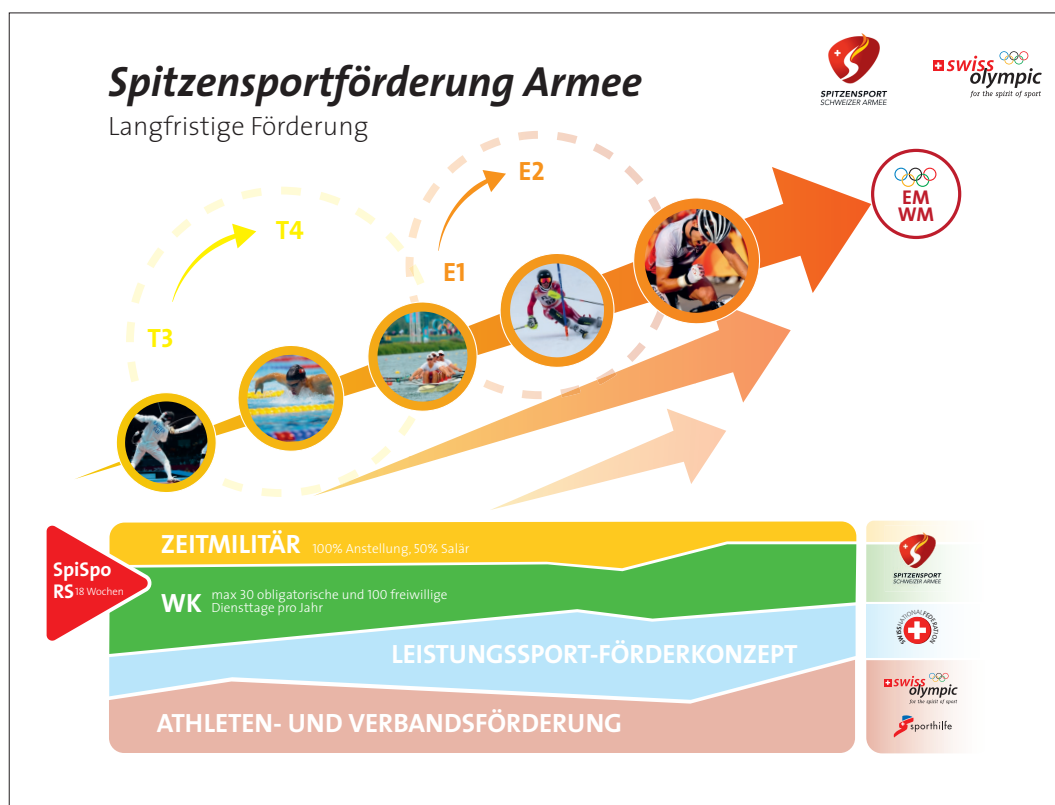 Spitzensportförderung Armee
Langfristige Förderung
SPITZENSPORT
SCHWEIZER ARMEE
swiss
olympic
for the spirit of sport
T3
T4
E1
E2
EM
WM
SpiSpo
RS 18 Wochen
ZEITMILITÄR 100% Anstellung, 50% Salär
WK max 30 obligatorische und 100 freiwillige
Diensttage pro Jahr
LEISTUNGSSPORT-FÖRDERKONZEPT
ATHLETEN- UND VERBANDSFÖRDERUNG
SPITZENSPORT
SCHWEIZER ARMEE
SWISSNATIONALFEDERATION
swiss
olympic
for the spirit of sport
sporthilfe